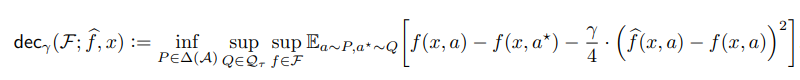 dec_γ(ℱ; f̂, x) := inf_{P∈Δ(𝒜)} sup_{Q∈𝒬_τ} sup_{f∈ℱ} 𝔼_{a∼P,a⋆∼Q}[f(x, a) − f(x, a⋆) − γ/4 · (f̂(x, a) − f(x, a))²]